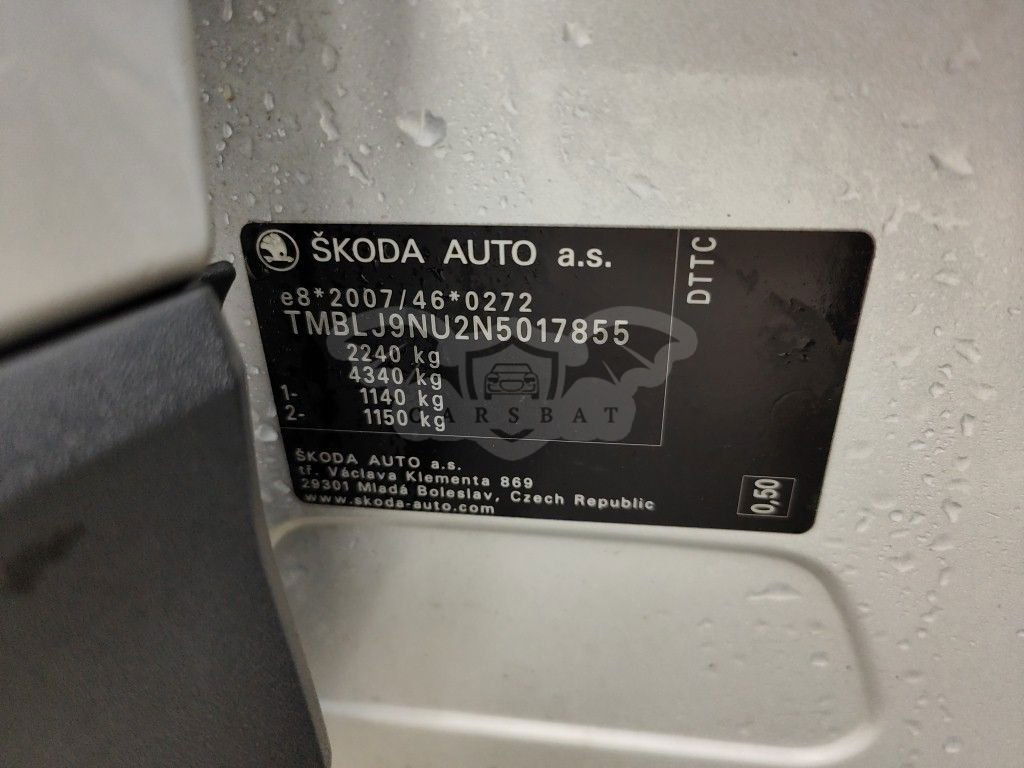 ŠKODA AUTO a.s.
e8*2007/46*0272
TMBLJ9NU2N5017855
2240 kg
4340 kg
1- 1140 kg
2- 1150 kg
ŠKODA AUTO a.s.
tř. Václava Klementa 869
29301 Mladá Boleslav, Czech Republic
www.skoda-auto.com
DTTC
0,50
CARSBAT